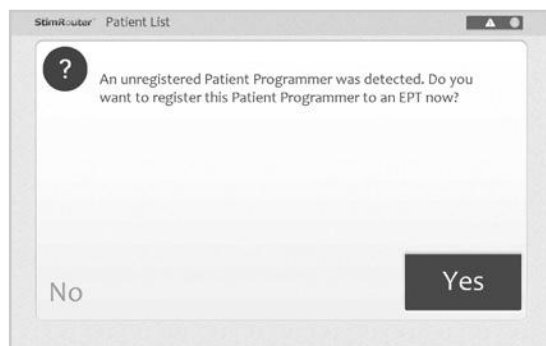 StimRouter™ Patient List
?
An unregistered Patient Programmer was detected. Do you
want to register this Patient Programmer to an EPT now?
No
Yes